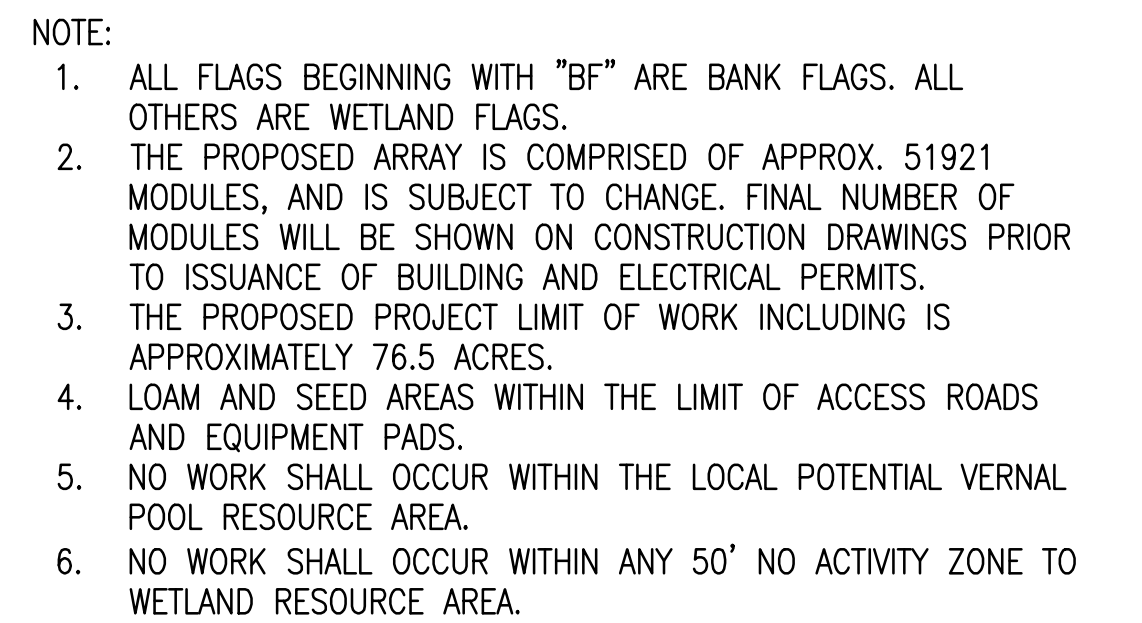 NOTE:
1. ALL FLAGS BEGINNING WITH "BF" ARE BANK FLAGS. ALL
OTHERS ARE WETLAND FLAGS.
2. THE PROPOSED ARRAY IS COMPRISED OF APPROX. 51921
MODULES, AND IS SUBJECT TO CHANGE. FINAL NUMBER OF
MODULES WILL BE SHOWN ON CONSTRUCTION DRAWINGS PRIOR
TO ISSUANCE OF BUILDING AND ELECTRICAL PERMITS.
3. THE PROPOSED PROJECT LIMIT OF WORK INCLUDING IS
APPROXIMATELY 76.5 ACRES.
4. LOAM AND SEED AREAS WITHIN THE LIMIT OF ACCESS ROADS
AND EQUIPMENT PADS.
5. NO WORK SHALL OCCUR WITHIN THE LOCAL POTENTIAL VERNAL
POOL RESOURCE AREA.
6. NO WORK SHALL OCCUR WITHIN ANY 50' NO ACTIVITY ZONE TO
WETLAND RESOURCE AREA.